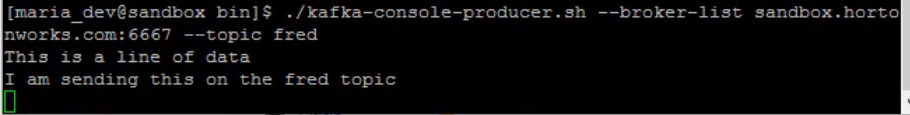 [maria_dev@sandbox bin]$ ./kafka-console-producer.sh --broker-list sandbox.horto
nworks.com:6667 --topic fred
This is a line of data
I am sending this on the fred topic